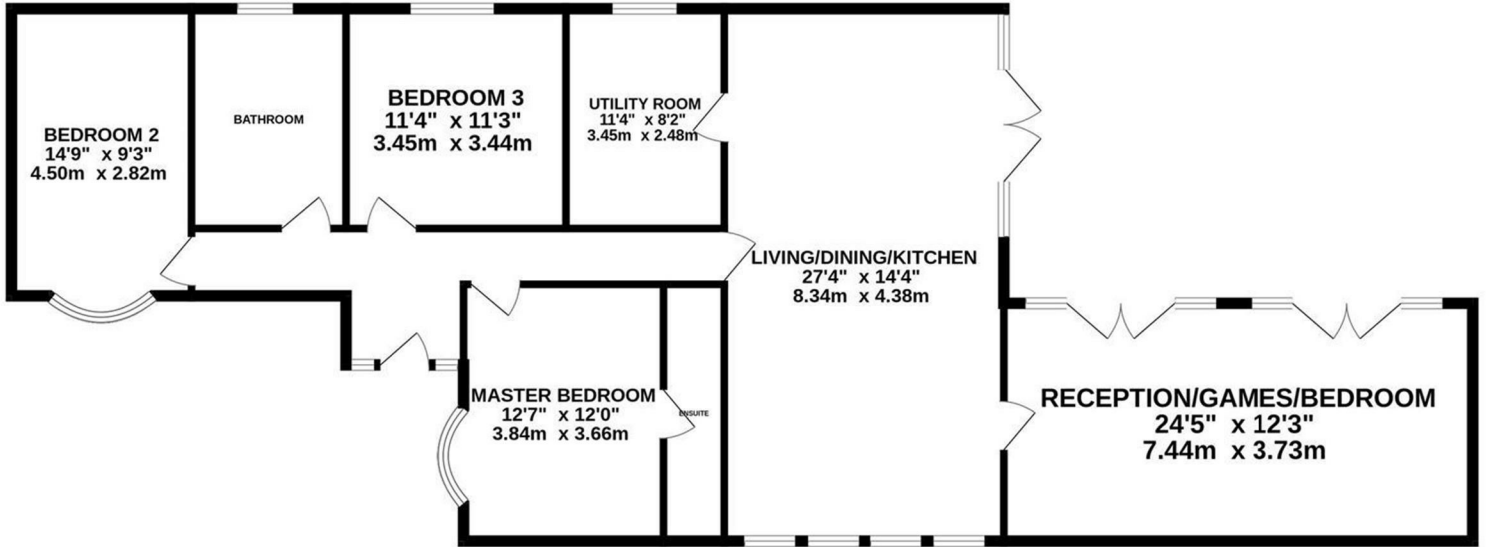 BEDROOM 2
14'9" x 9'3"
4.50m x 2.82m
BATHROOM
BEDROOM 3
11'4" x 11'3"
3.45m x 3.44m
UTILITY ROOM
11'4" x 8'2"
3.45m x 2.48m
LIVING/DINING/KITCHEN
27'4" x 14'4"
8.34m x 4.38m
MASTER BEDROOM
12'7" x 12'0"
3.84m x 3.66m
ENSUITE
RECEPTION/GAMES/BEDROOM
24'5" x 12'3"
7.44m x 3.73m